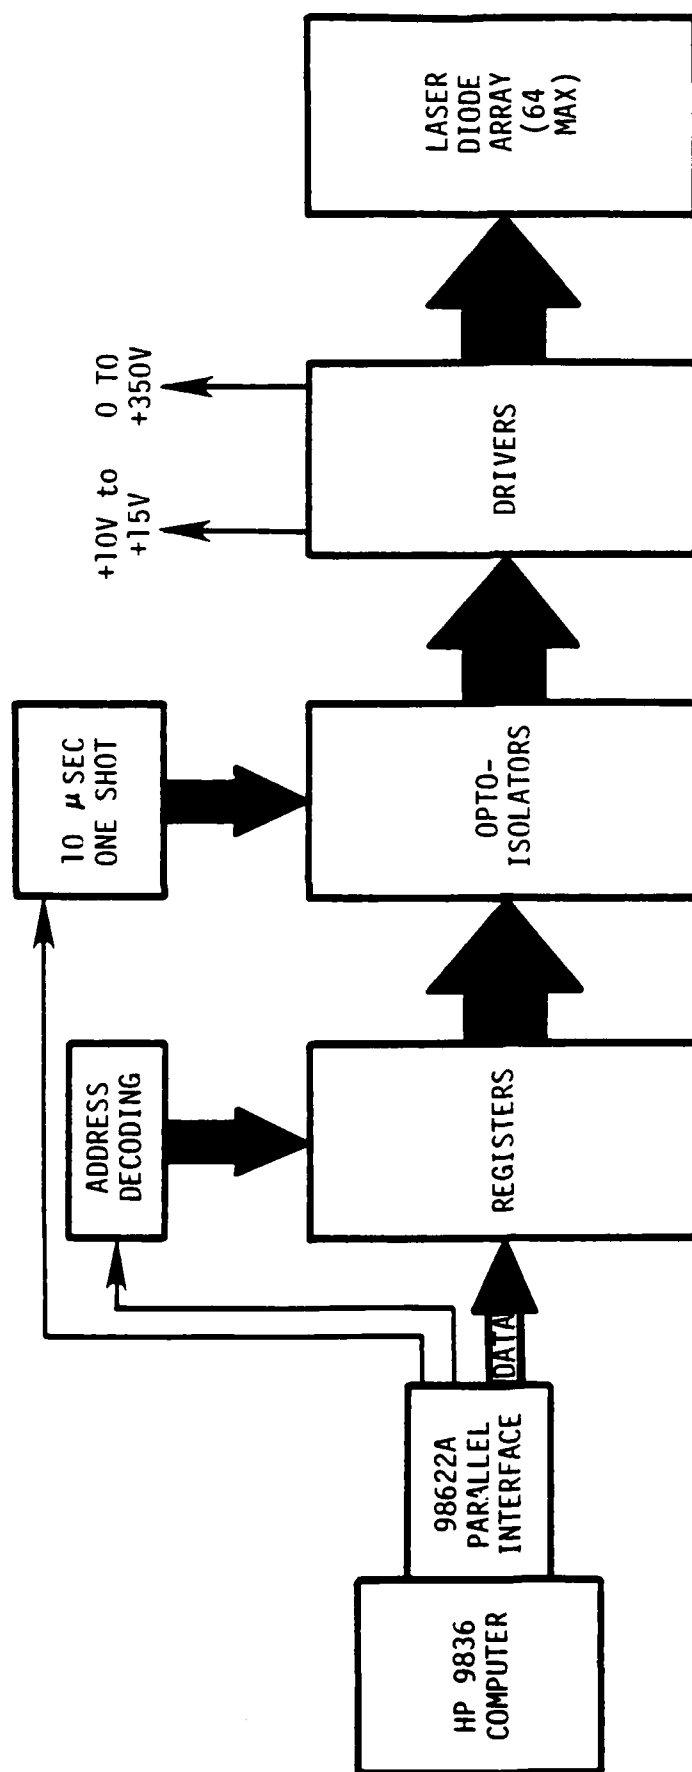 HP 9836
COMPUTER
98622A
PARALLEL
INTERFACE
DATA
ADDRESS
DECODING
REGISTERS
10 μSEC
ONE SHOT
OPTO-
ISOLATORS
+10V to
+15V
0 TO
+350V
DRIVERS
LASER
DIODE
ARRAY
(64
MAX)